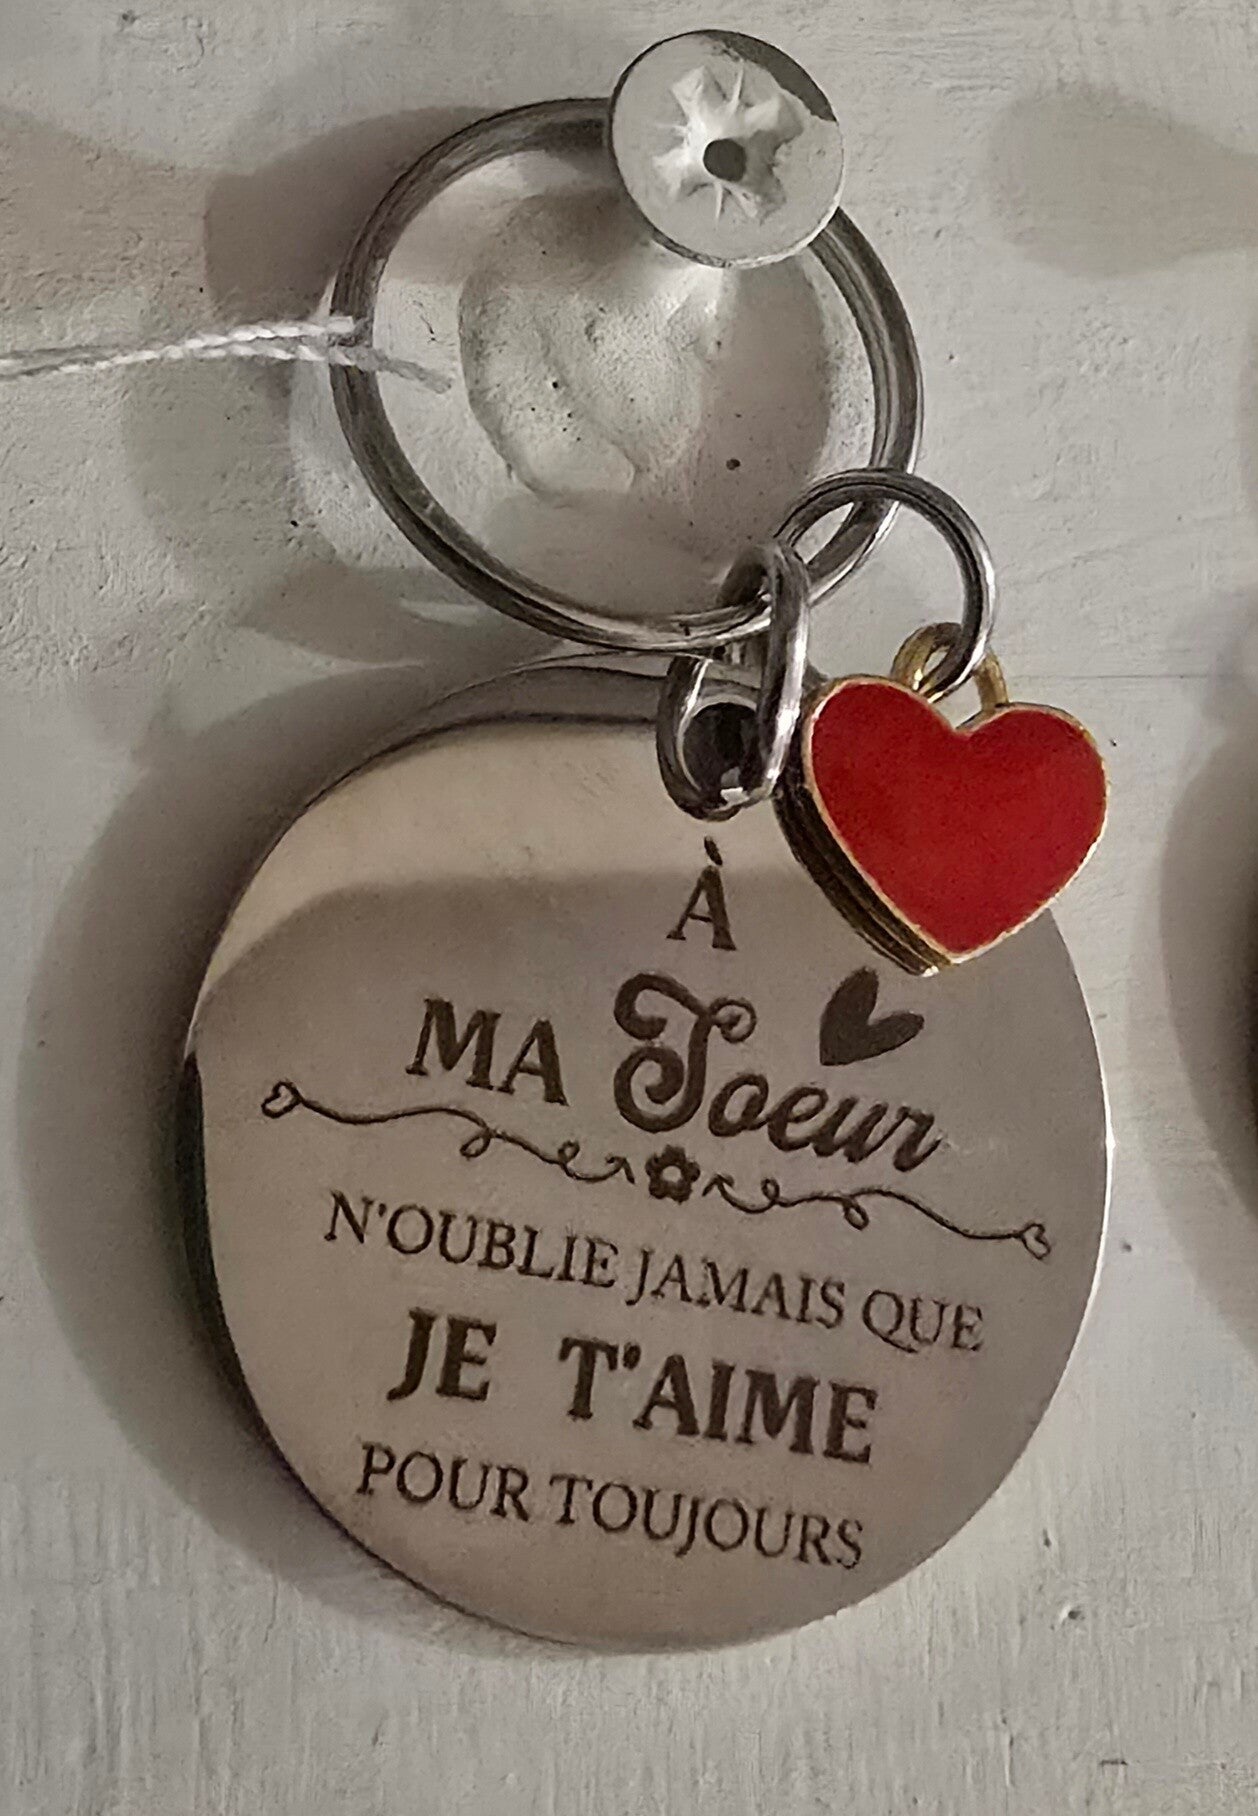 À
MA Soeur
N'OUBLIE JAMAIS QUE
JE T'AIME
POUR TOUJOURS